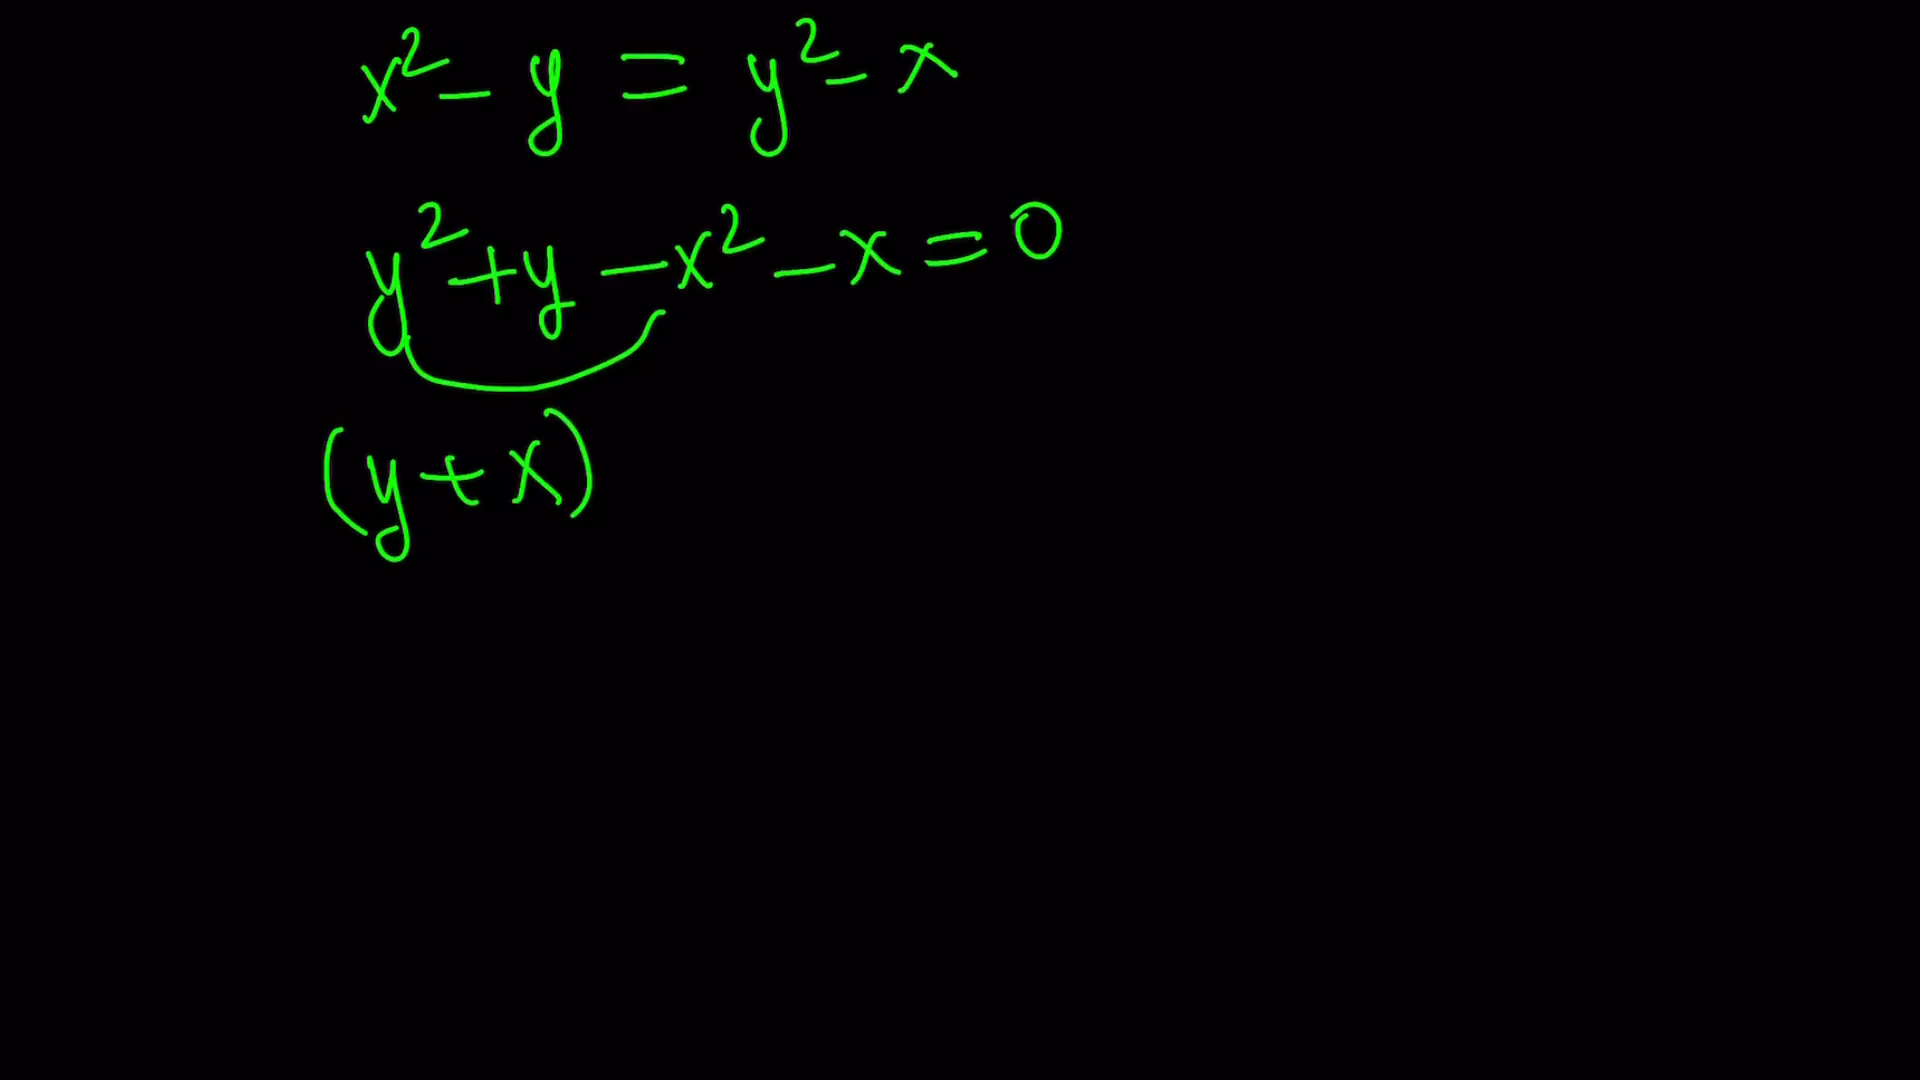 x² - y = y² - x
y² + y - x² - x = 0
(y + x)